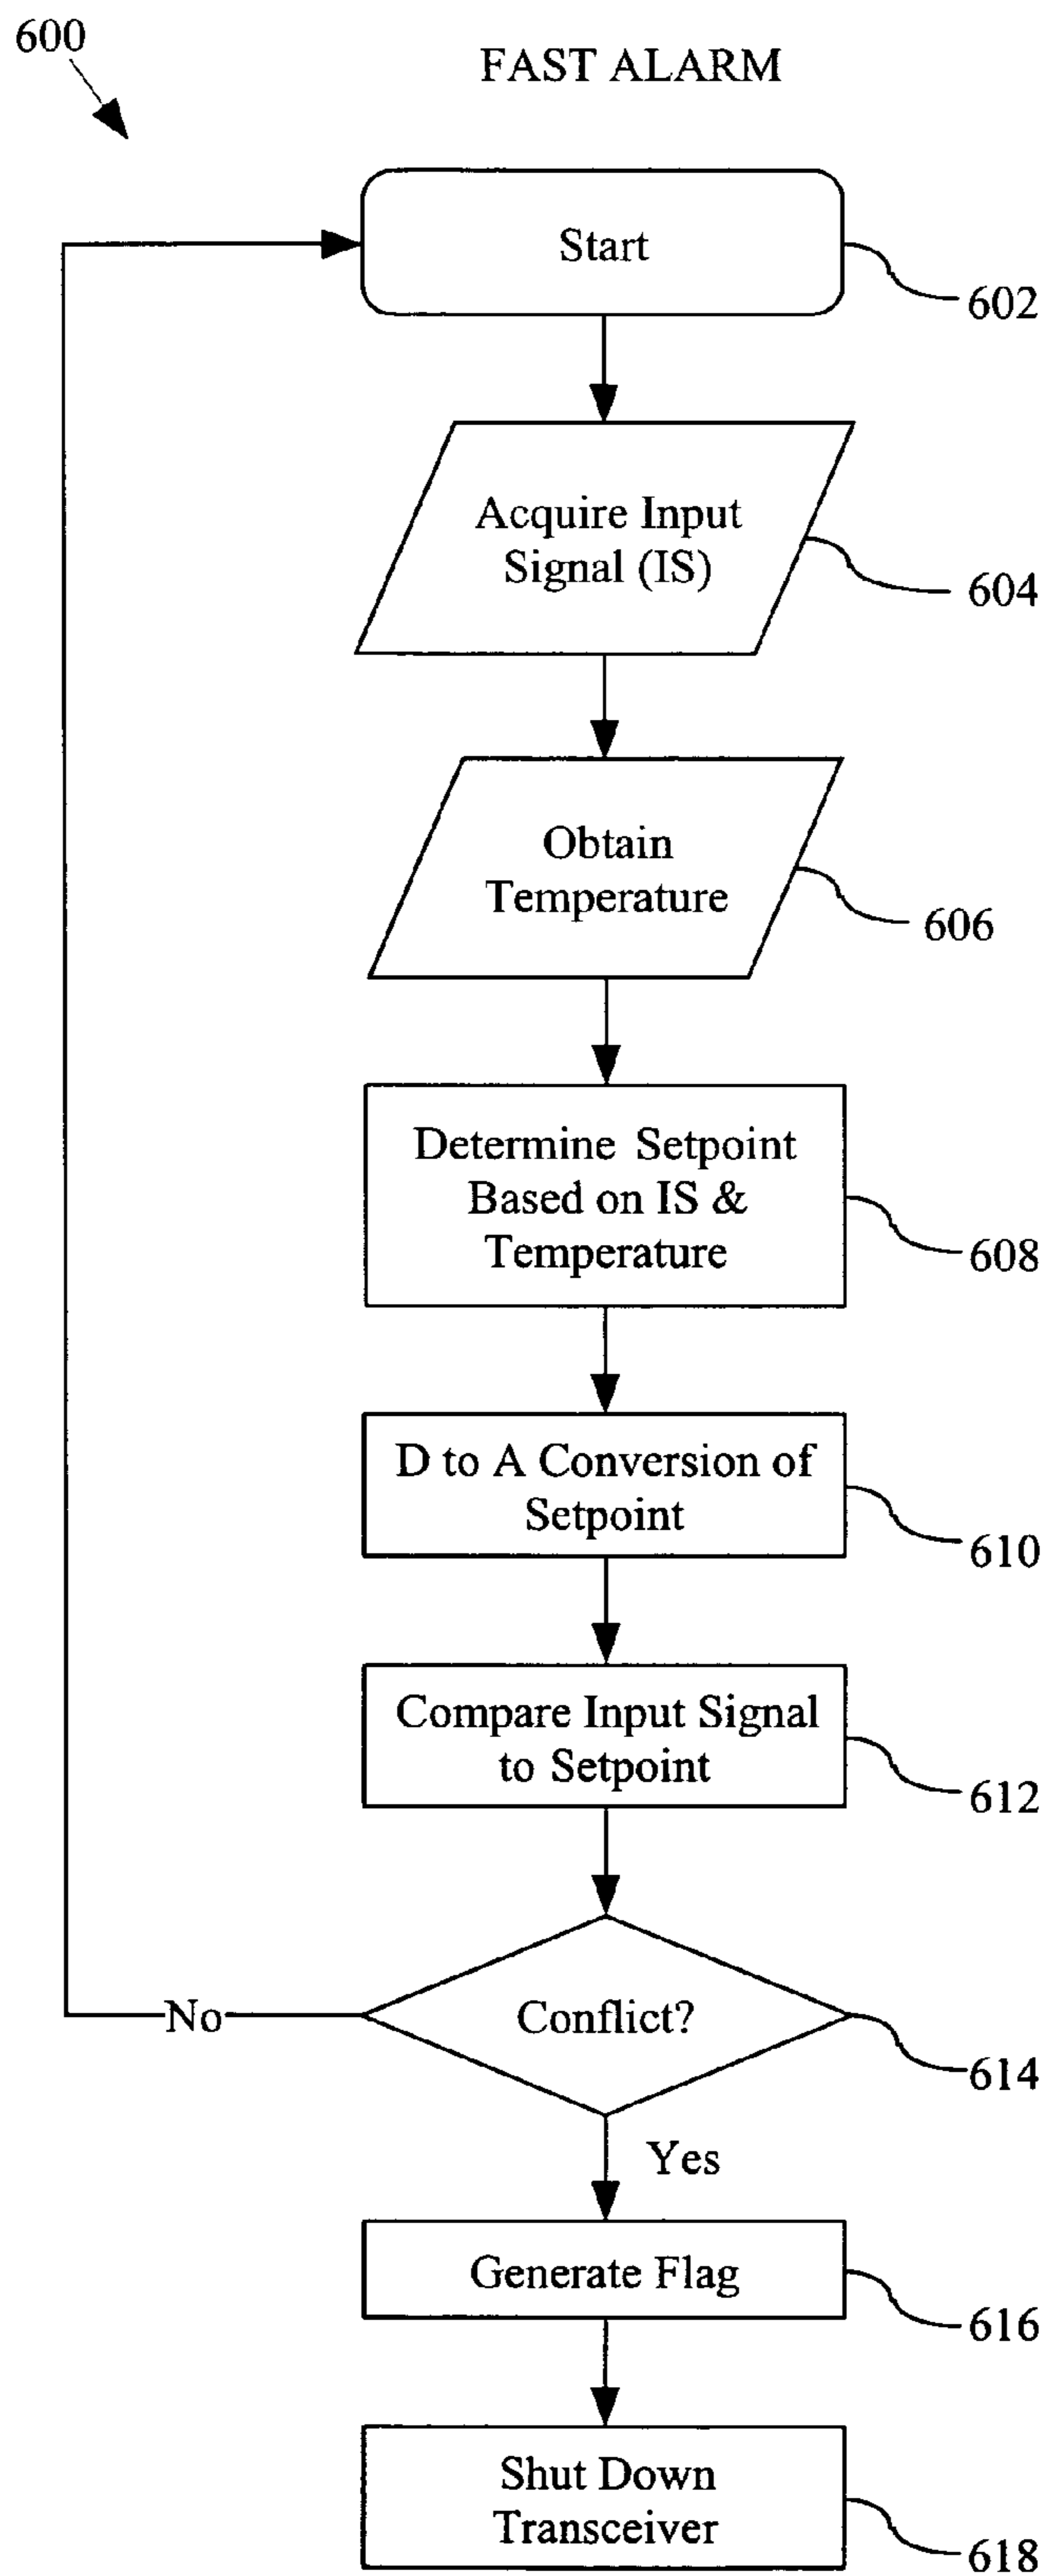 600
FAST ALARM
Start
602
Acquire Input
Signal (IS)
604
Obtain
Temperature
606
Determine Setpoint
Based on IS &
Temperature
608
D to A Conversion of
Setpoint
610
Compare Input Signal
to Setpoint
612
Conflict?
No
614
Yes
Generate Flag
616
Shut Down
Transceiver
618